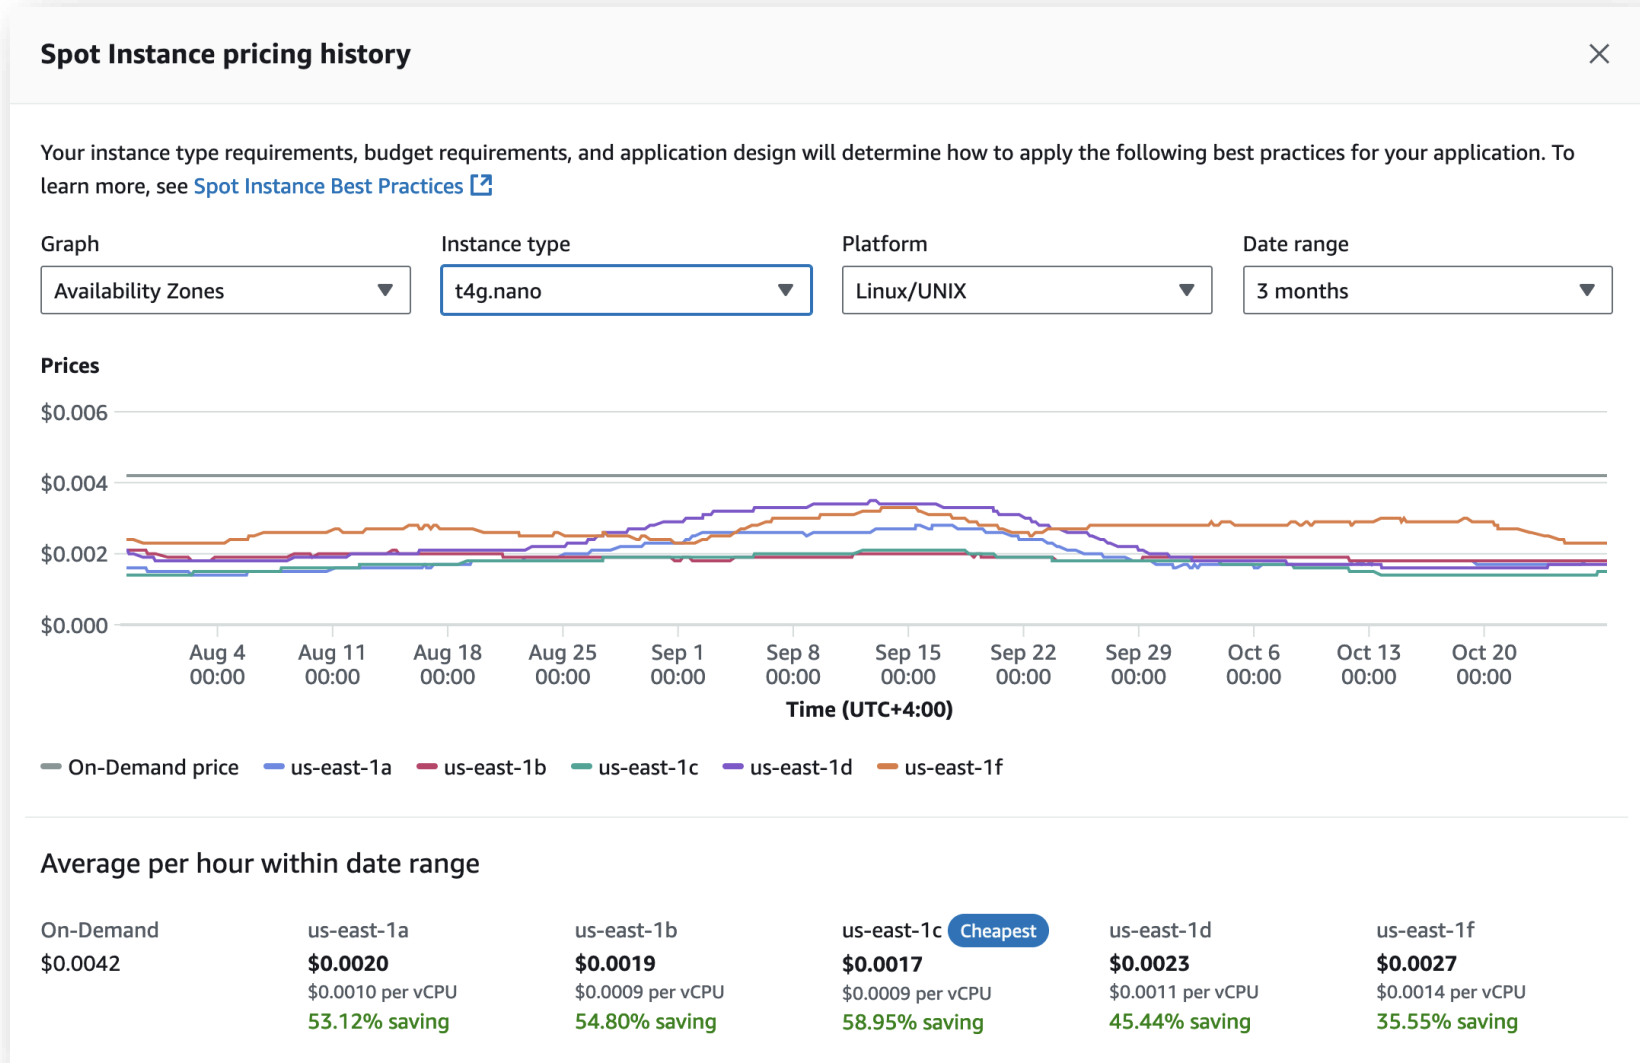 Spot Instance pricing history
Your instance type requirements, budget requirements, and application design will determine how to apply the following best practices for your application. To
learn more, see Spot Instance Best Practices
Graph
Instance type
Platform
Date range
Availability Zones
t4g.nano
Linux/UNIX
3 months
Prices
$0.006
$0.004
$0.002
$0.000
Aug 4 Aug 11 Aug 18 Aug 25 Sep 1 Sep 8 Sep 15 Sep 22 Sep 29 Oct 6 Oct 13 Oct 20
00:00 00:00 00:00 00:00 00:00 00:00 00:00 00:00 00:00 00:00 00:00 00:00
Time (UTC+4:00)
On-Demand price us-east-1a us-east-1b us-east-1c us-east-1d us-east-1f
Average per hour within date range
On-Demand us-east-1a us-east-1b us-east-1c Cheapest us-east-1d us-east-1f
$0.0042 $0.0020 $0.0019 $0.0017 $0.0023 $0.0027
$0.0010 per vCPU $0.0009 per vCPU $0.0009 per vCPU $0.0011 per vCPU $0.0014 per vCPU
53.12% saving 54.80% saving 58.95% saving 45.44% saving 35.55% saving